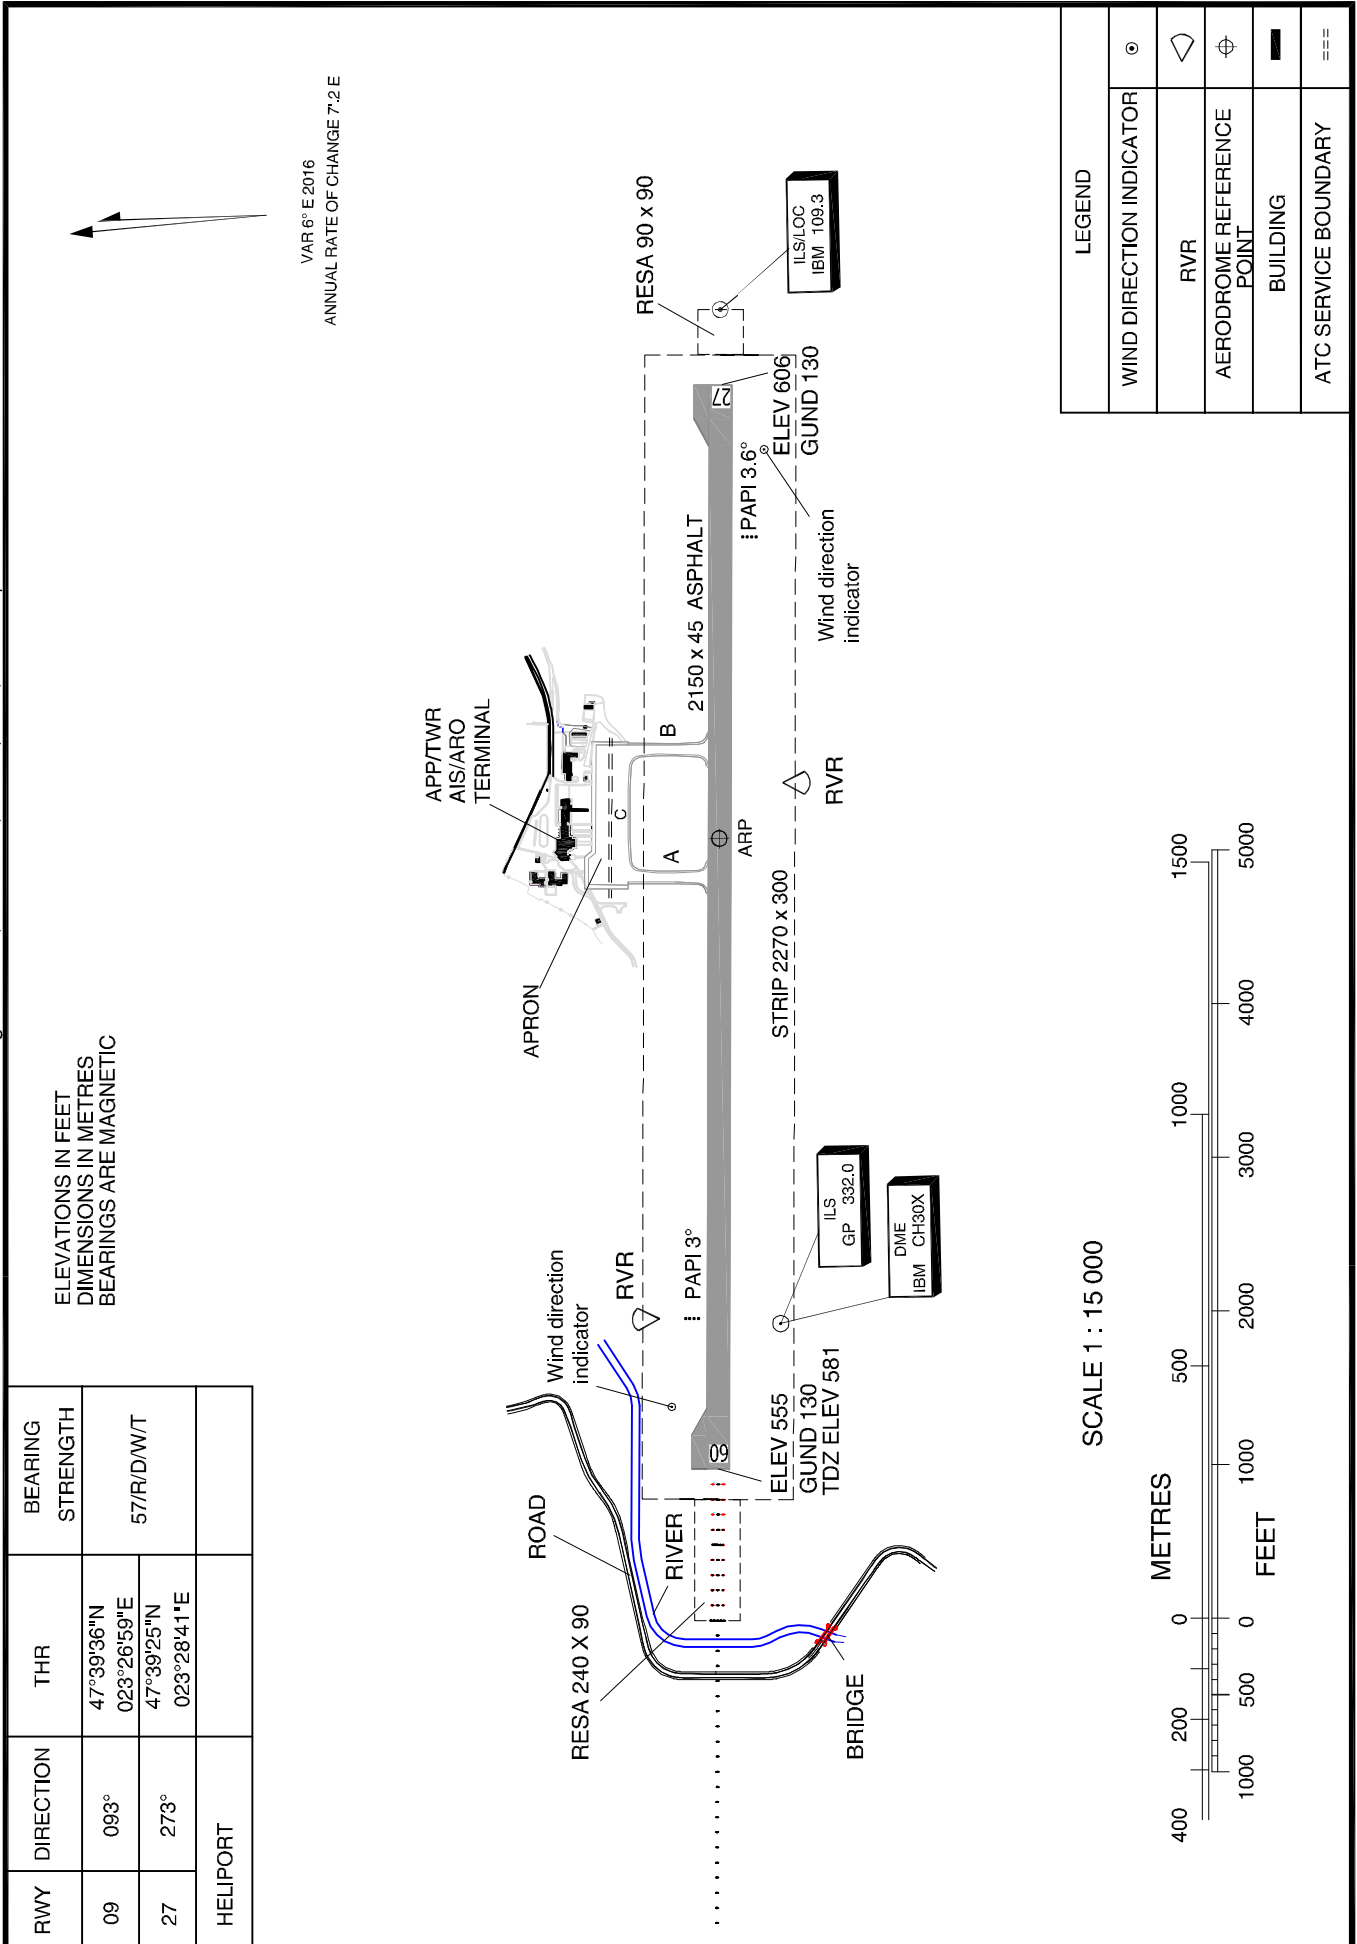 RWY
DIRECTION
THR
BEARING
STRENGTH
09
093°
47°39'36"N
023°26'59"E
57/R/D/W/T
27
273°
47°39'25"N
023°28'41"E
HELIPORT
ELEVATIONS IN FEET
DIMENSIONS IN METRES
BEARINGS ARE MAGNETIC
VAR 6° E 2016
ANNUAL RATE OF CHANGE 7'.2 E
APP/TWR
AIS/ARO
TERMINAL
APRON
ROAD
Wind direction
indicator
RVR
RESA 240 X 90
RIVER
PAPI 3°
A
C
B
2150 x 45 ASPHALT
RESA 90 x 90
09
27
ARP
PAPI 3.6°
ELEV 555
GUND 130
TDZ ELEV 581
STRIP 2270 x 300
ELEV 606
GUND 130
ILS/LOC
IBM 109.3
BRIDGE
ILS
GP 332.0
DME
IBM CH30X
RVR
Wind direction
indicator
SCALE 1 : 15 000
METRES
400
200
0
500
1000
1500
FEET
1000
500
0
1000
2000
3000
4000
5000
LEGEND
WIND DIRECTION INDICATOR
RVR
AERODROME REFERENCE
POINT
BUILDING
ATC SERVICE BOUNDARY